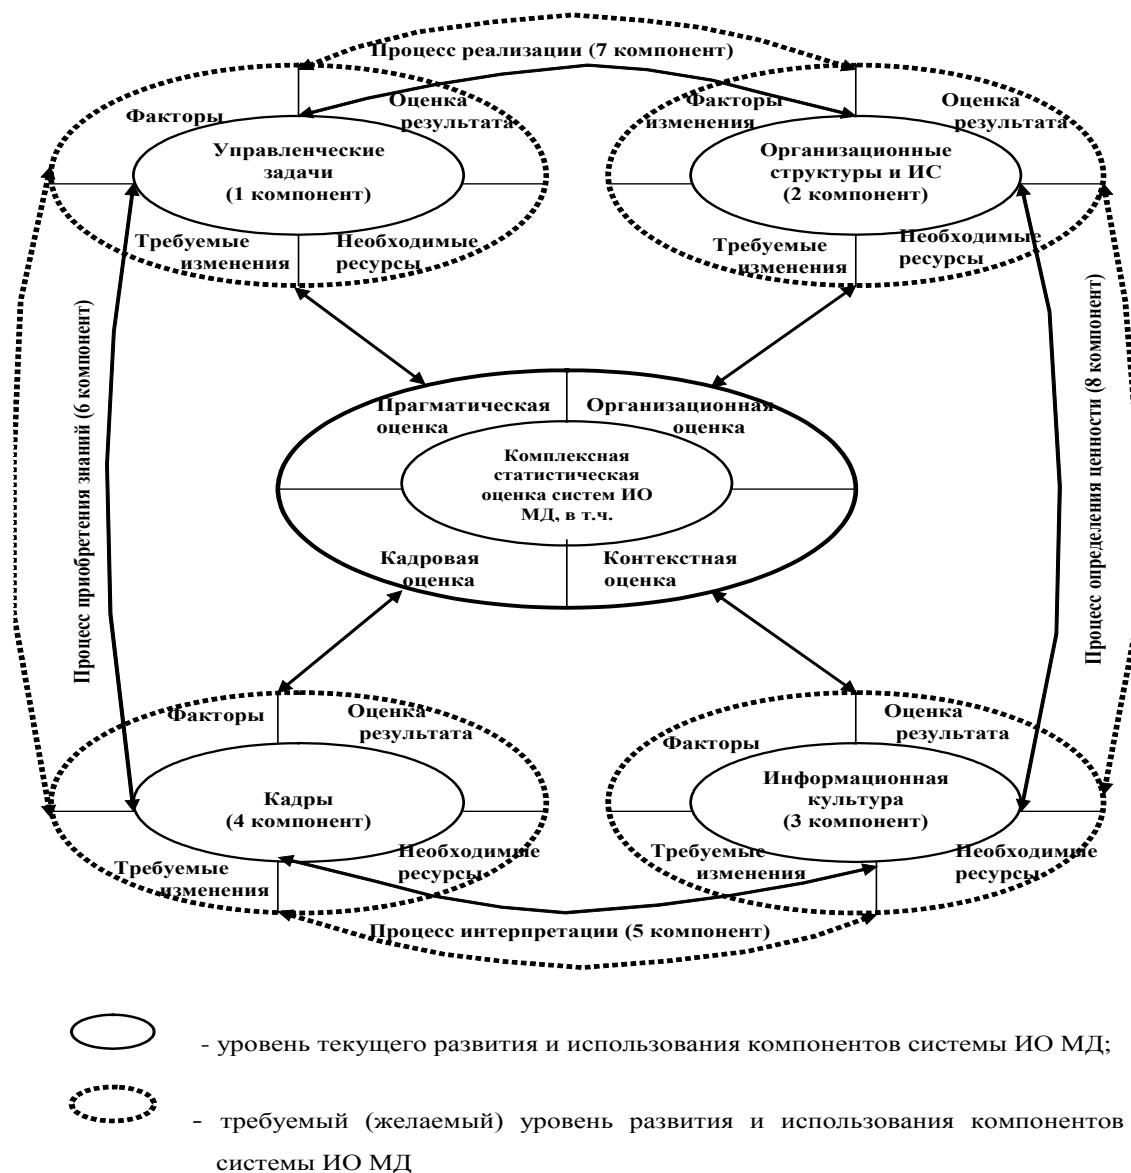 Процесс реализации (7 компонент)
Факторы
Оценка
результата
Управленческие
задачи
(1 компонент)
Требуемые
изменения
Необходимые
ресурсы
Факторы
изменения
Оценка
результата
Организационные
структуры и ИС
(2 компонент)
Требуемые
изменения
Необходимые
ресурсы
Процесс приобретения знаний (6 компонент)
Прагматическая
оценка
Организационная
оценка
Комплексная
статистическая
оценка систем ИО
МД, в т.ч.
Кадровая
оценка
Контекстная
оценка
Процесс определения ценности (8 компонент)
Факторы
Оценка
результата
Кадры
(4 компонент)
Требуемые
изменения
Необходимые
ресурсы
Факторы
Оценка
результата
Информационная
культура
(3 компонент)
Требуемые
изменения
Необходимые
ресурсы
Процесс интерпретации (5 компонент)
- уровень текущего развития и использования компонентов системы ИО МД;
- требуемый (желаемый) уровень развития и использования компонентов
системы ИО МД